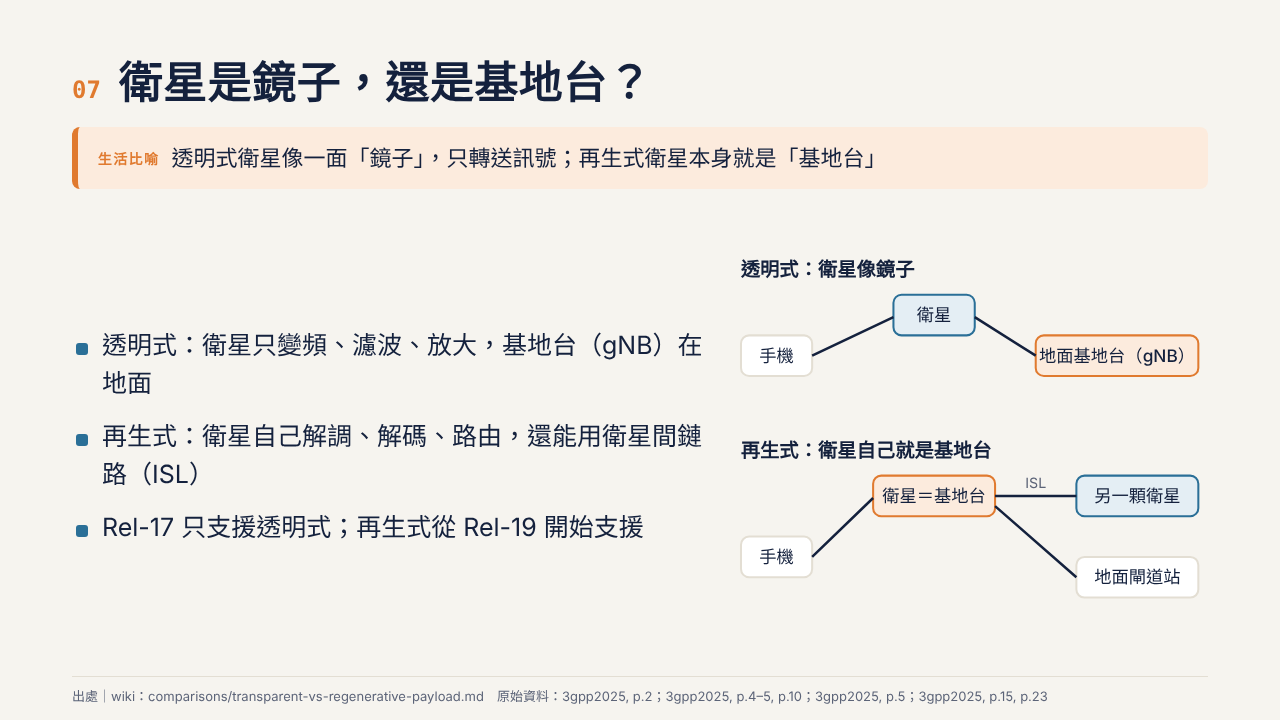 07 衛星是鏡子，還是基地台？
生活比喻 透明式衛星像一面「鏡子」，只轉送訊號；再生式衛星本身就是「基地台」
透明式：衛星只變頻、濾波、放大，基地台（gNB）在
地面
再生式：衛星自己解調、解碼、路由，還能用衛星間鏈
路（ISL）
Rel-17 只支援透明式；再生式從 Rel-19 開始支援
透明式：衛星像鏡子
衛星
手機
地面基地台（gNB）
再生式：衛星自己就是基地台
衛星＝基地台
ISL
另一顆衛星
手機
地面閘道站
出處｜wiki：comparisons/transparent-vs-regenerative-payload.md 原始資料：3gpp2025, p.2；3gpp2025, p.4–5, p.10；3gpp2025, p.5；3gpp2025, p.15, p.23